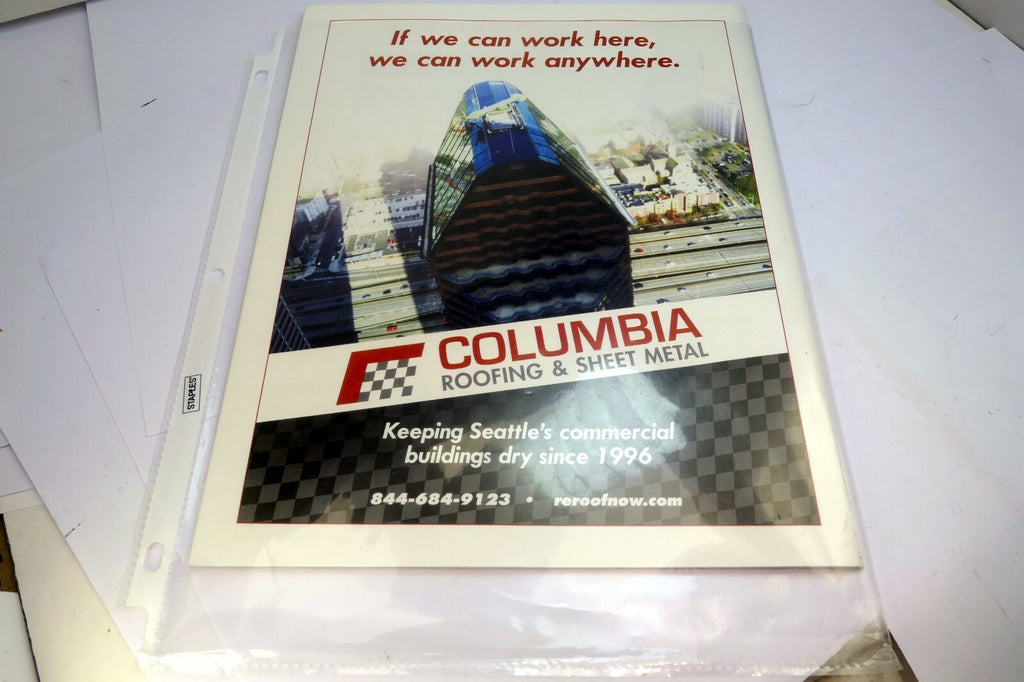 If we can work here,
we can work anywhere.
COLUMBIA
ROOFING & SHEET METAL
STAPLES
Keeping Seattle's commercial
buildings dry since 1996
844-684-9123 • reroofnow.com